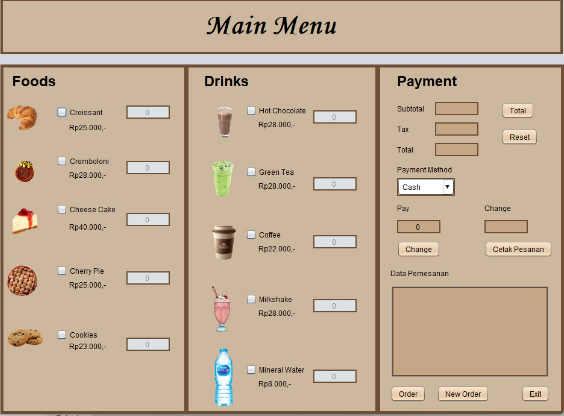 Main Menu
Foods
Croissant
0
Rp25.000,-
Cromboloni
0
Rp28.000,-
Cheese Cake
0
Rp40.000,-
Cherry Pie
0
Rp25.000,-
Cookies
0
Rp23.000,-
Drinks
Hot Chocolate
0
Rp28.000,-
Green Tea
0
Rp28.000,-
Coffee
0
Rp22.000,-
Milkshake
0
Rp28.000,-
Mineral Water
0
Rp8.000,-
Payment
Subtotal
Total
Tax
Reset
Total
Payment Method
Cash
Pay Change
0
Change Cetak Pesanan
Data Pemesanan
Order New Order Exit